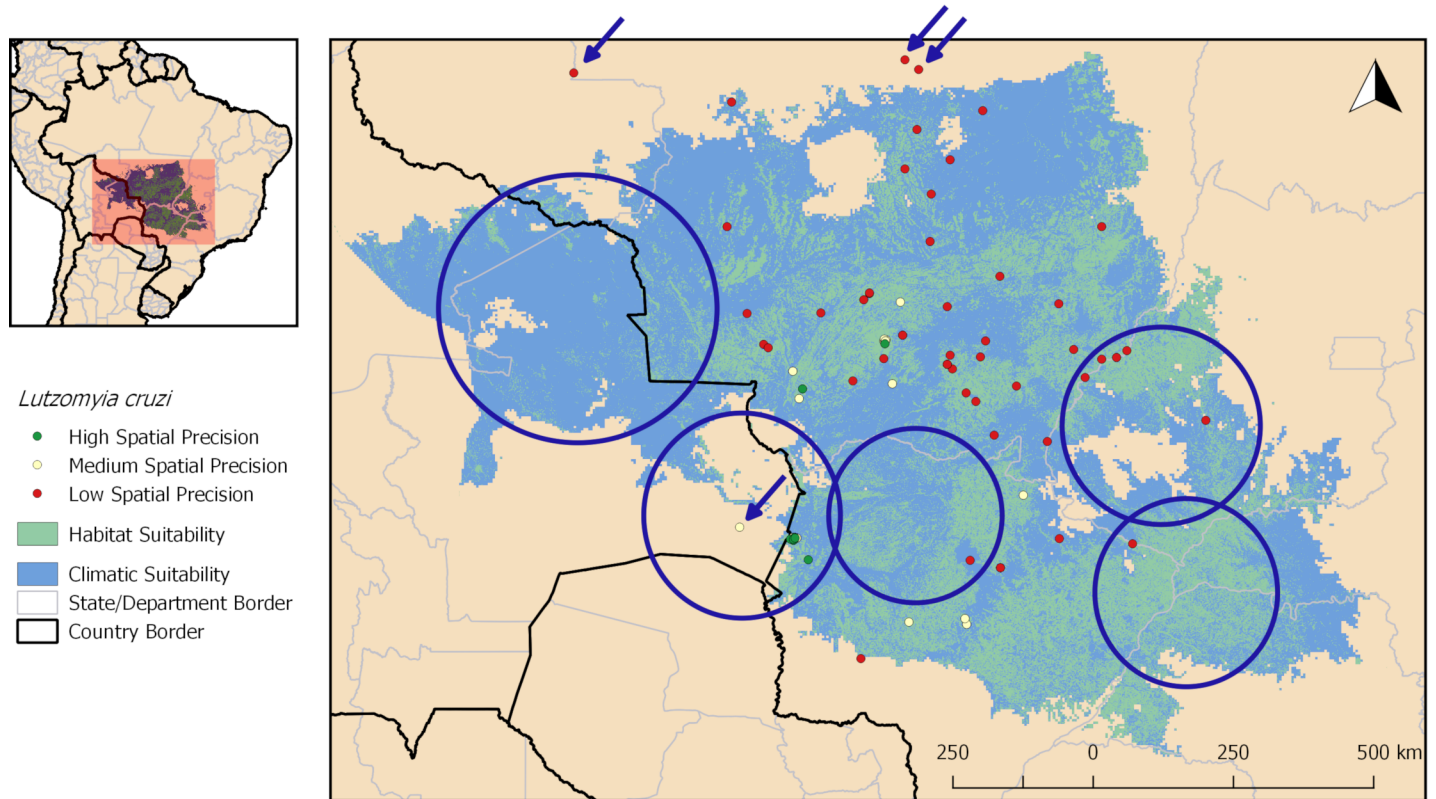 Lutzomyia cruzi
High Spatial Precision
Medium Spatial Precision
Low Spatial Precision
Habitat Suitability
Climatic Suitability
State/Department Border
Country Border
250 0 250 500 km